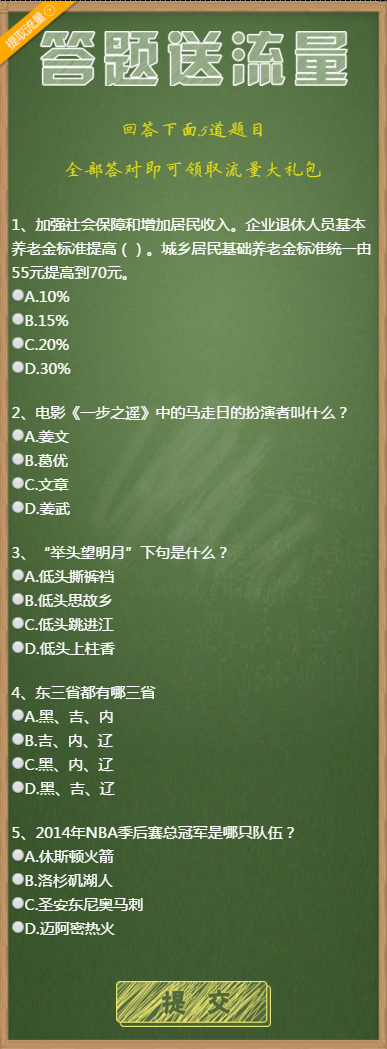 提取流量
答题送流量
回答下面5道题目
全部答对即可领取流量大礼包
1、加强社会保障和增加居民收入。企业退休人员基本
养老金标准提高（ ）。城乡居民基础养老金标准统一由
55元提高到70元。
A.10%
B.15%
C.20%
D.30%
2、电影《一步之遥》中的马走日的扮演者叫什么？
A.姜文
B.葛优
C.文章
D.姜武
3、“举头望明月”下句是什么？
A.低头撕裤裆
B.低头思故乡
C.低头跳进江
D.低头上柱香
4、东三省都有哪三省
A.黑、吉、内
B.吉、内、辽
C.黑、内、辽
D.黑、吉、辽
5、2014年NBA季后赛总冠军是哪只队伍？
A.休斯顿火箭
B.洛杉矶湖人
C.圣安东尼奥马刺
D.迈阿密热火
提 交